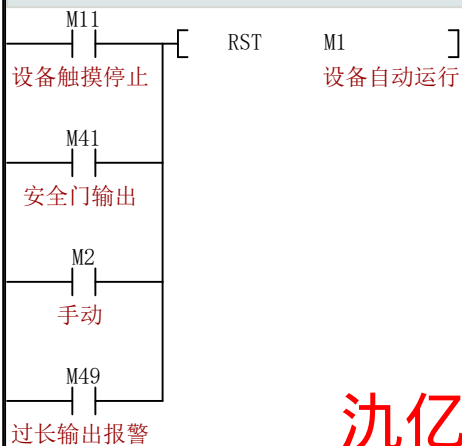 M11
RST M1
设备触摸停止 设备自动运行
M41
安全门输出
M2
手动
M49
过长输出报警
氿亿